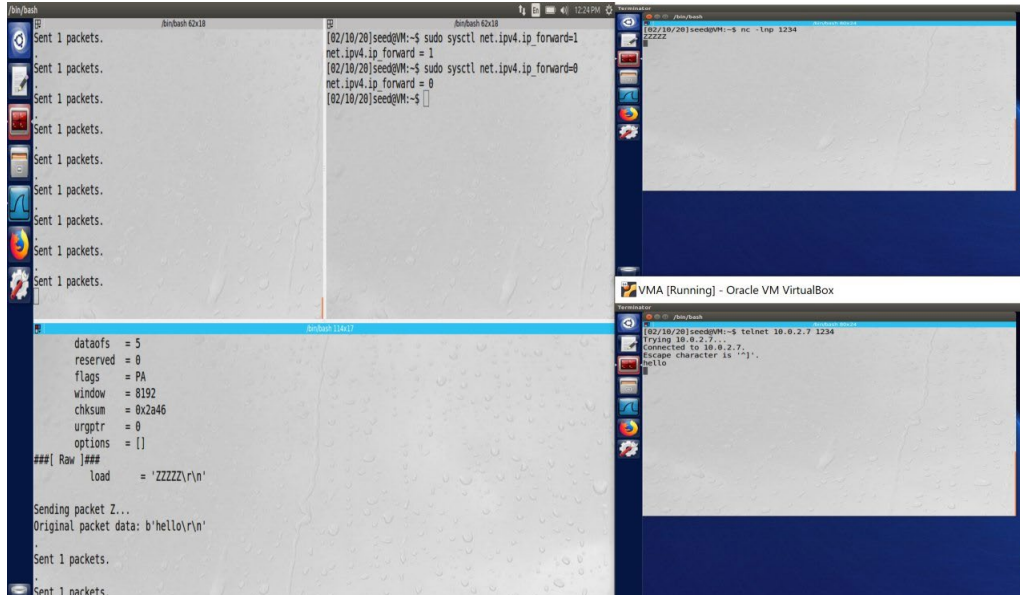 /bin/bash
En
12:24 PM
/bin/bash 62x18
Sent 1 packets.
.
Sent 1 packets.
.
Sent 1 packets.
.
Sent 1 packets.
.
Sent 1 packets.
.
Sent 1 packets.
.
Sent 1 packets.
.
Sent 1 packets.
.
Sent 1 packets.
/bin/bash 62x18
[02/10/20]seed@VM:~$ sudo sysctl net.ipv4.ip_forward=1
net.ipv4.ip_forward = 1
[02/10/20]seed@VM:~$ sudo sysctl net.ipv4.ip_forward=0
net.ipv4.ip_forward = 0
[02/10/20]seed@VM:~$
/bin/bash 114x17
dataofs = 5
reserved = 0
flags = PA
window = 8192
chksum = 0x2a46
urgptr = 0
options = []
###[ Raw ]###
load = 'ZZZZZ\r\n'
Sending packet Z...
Original packet data: b'hello\r\n'
.
Sent 1 packets.
.
Sent 1 packets.
Terminator
/bin/bash
[02/10/20]seed@VM:~$ nc -lnp 1234
ZZZZZ
VMA [Running] - Oracle VM VirtualBox
Terminator
/bin/bash
[02/10/20]seed@VM:~$ telnet 10.0.2.7 1234
Trying 10.0.2.7...
Connected to 10.0.2.7.
Escape character is '^]'.
hello